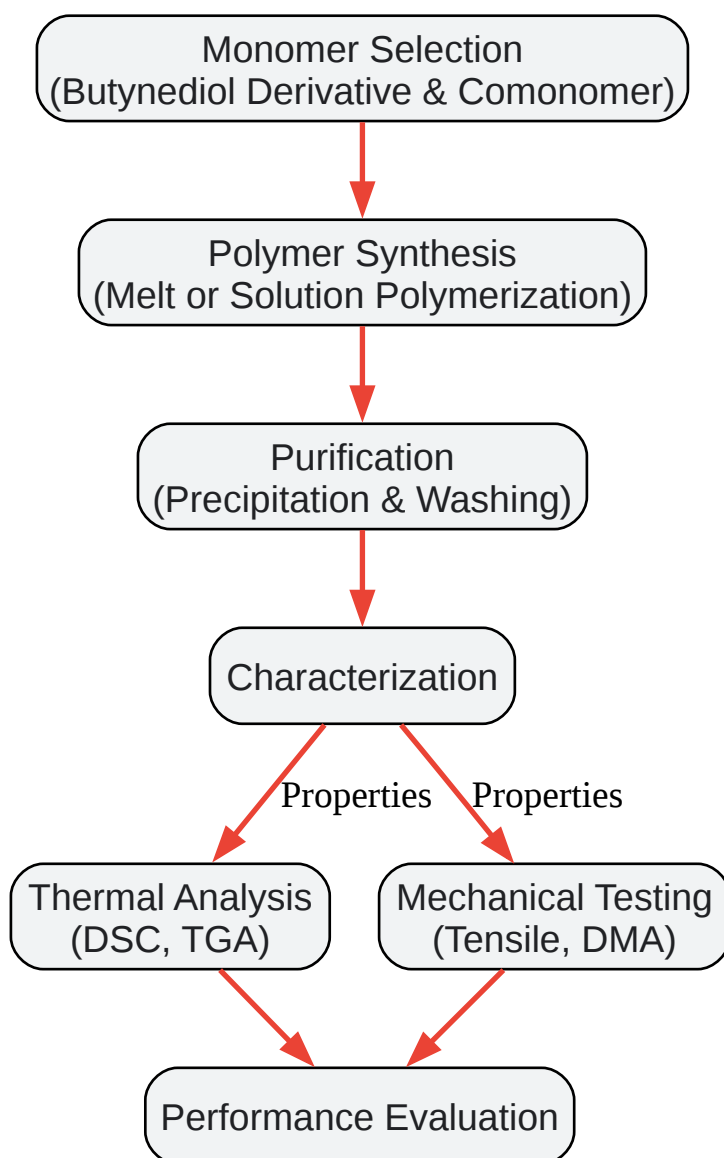 Monomer Selection
(Butynediol Derivative & Comonomer)
Polymer Synthesis
(Melt or Solution Polymerization)
Purification
(Precipitation & Washing)
Characterization
Properties
Properties
Thermal Analysis
(DSC, TGA)
Mechanical Testing
(Tensile, DMA)
Performance Evaluation